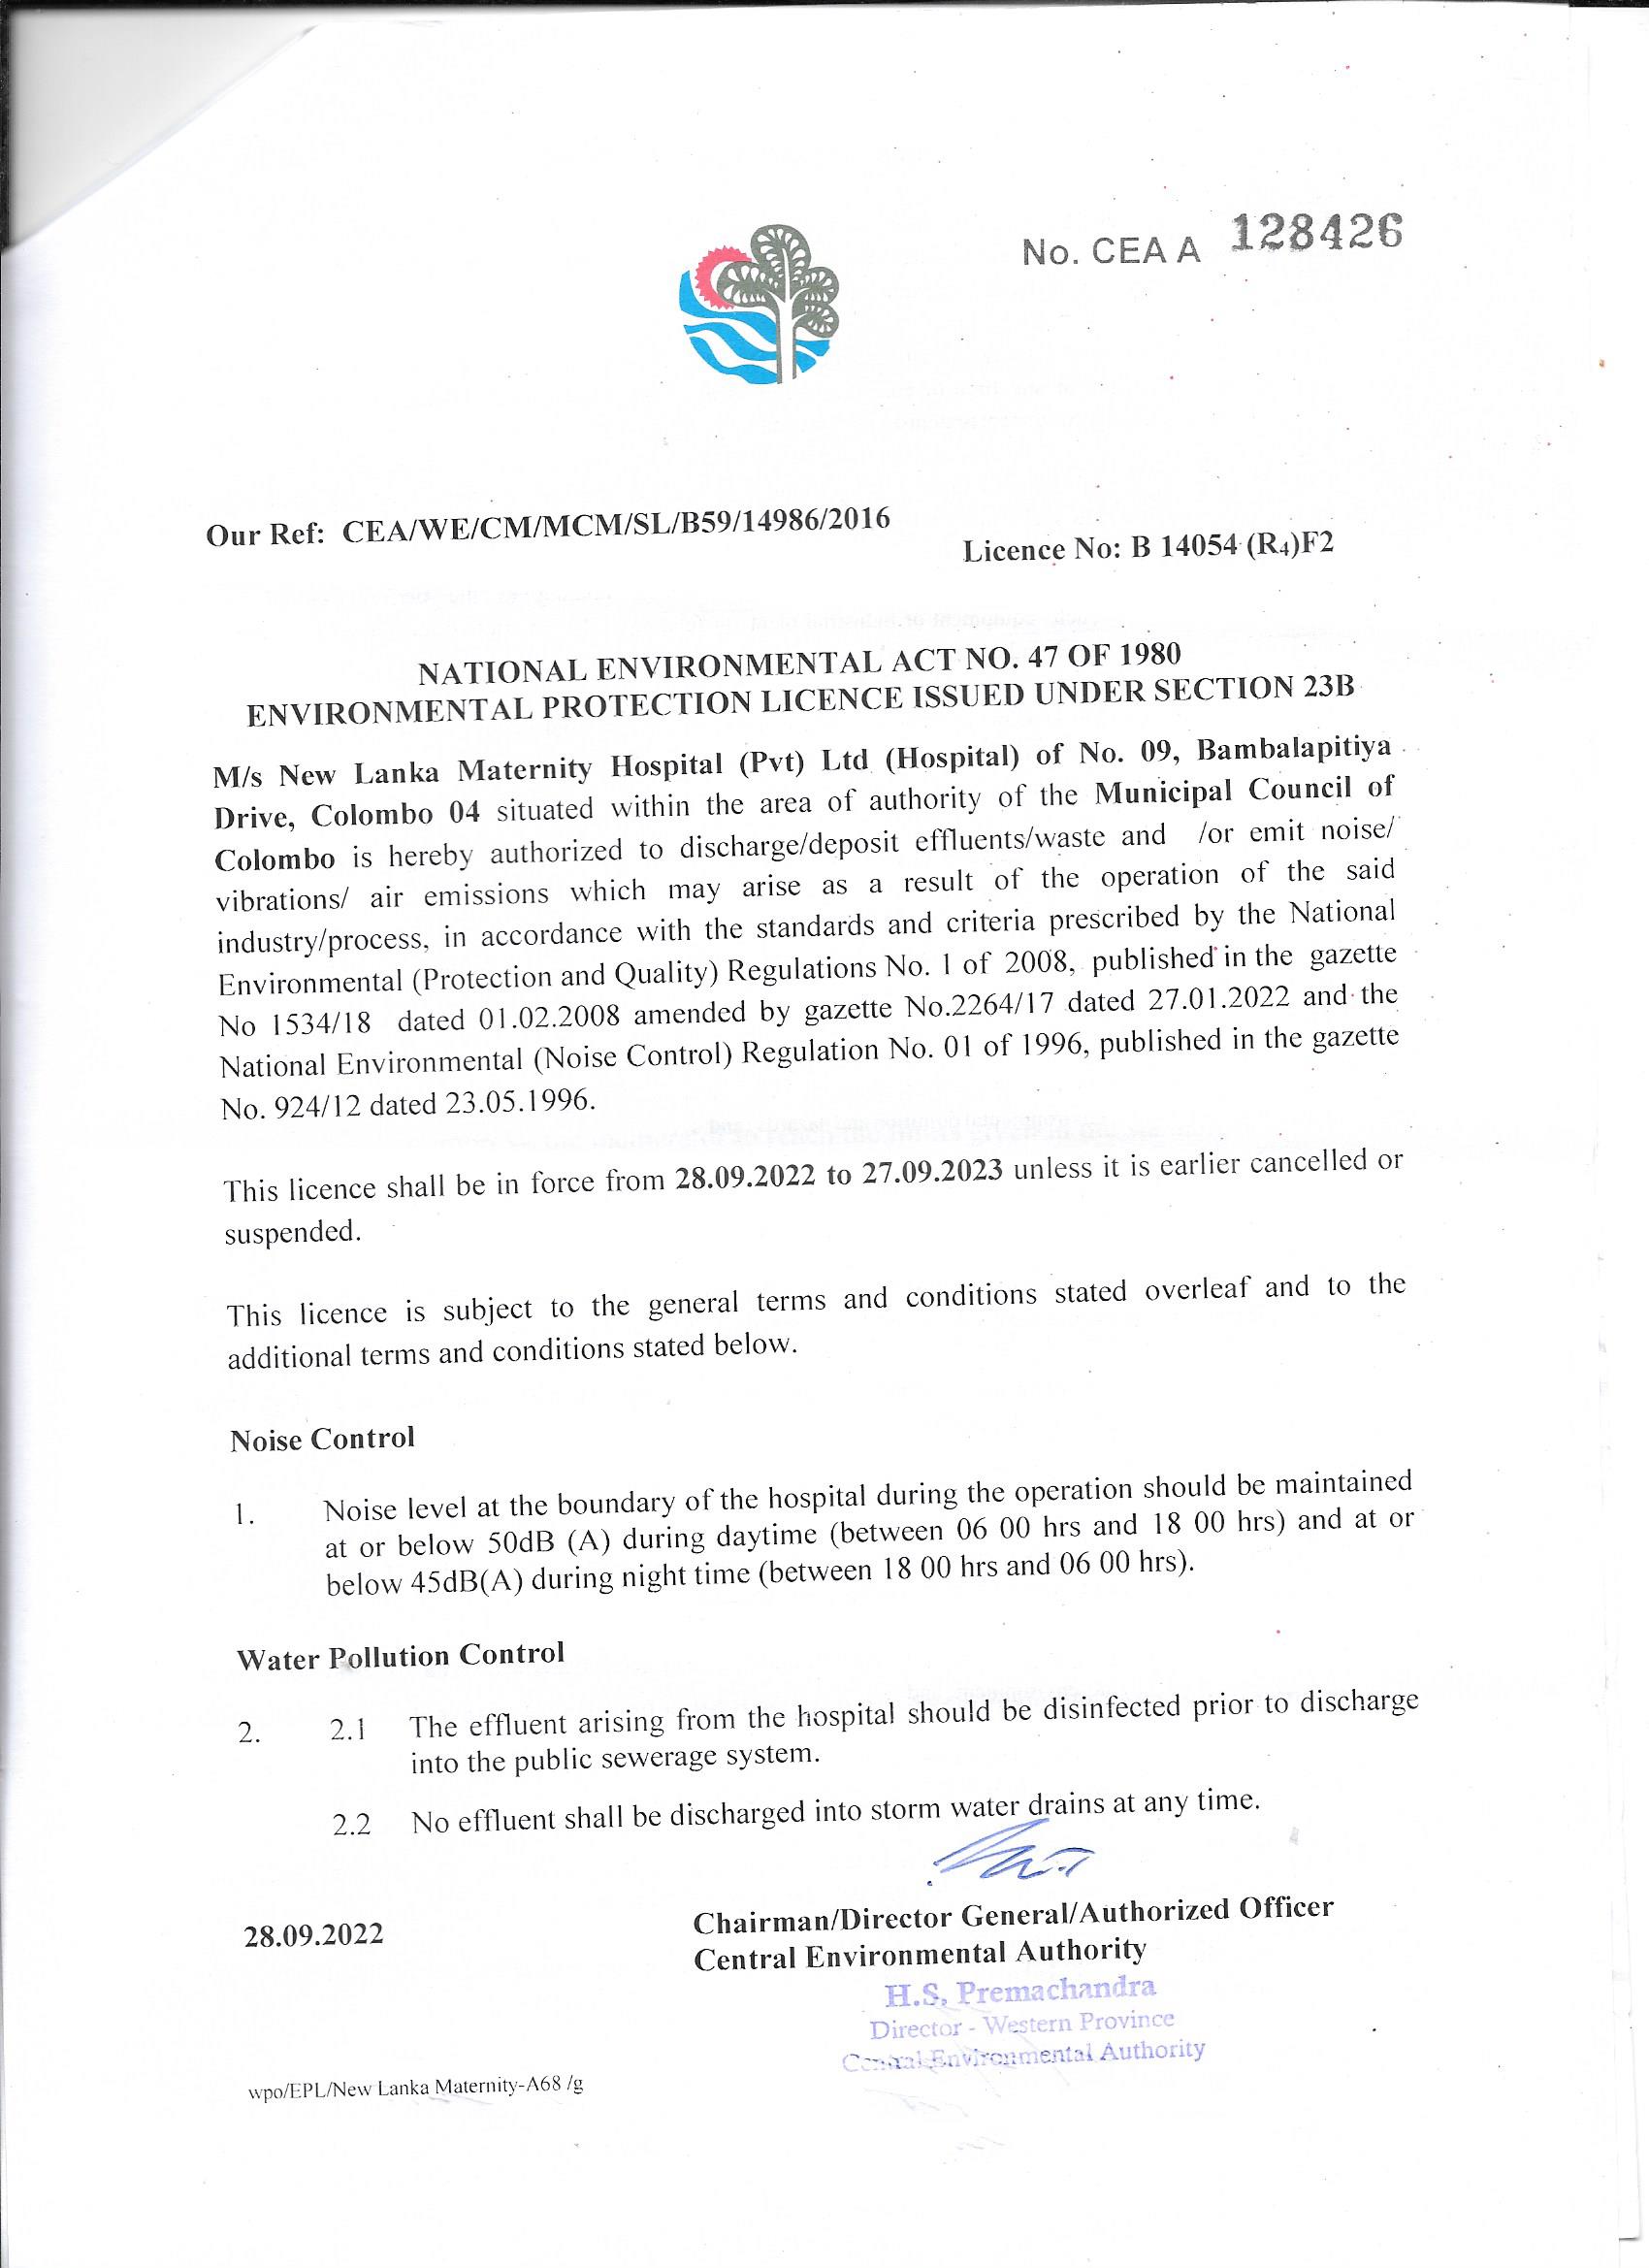 No. CEA A 128426
Our Ref: CEA/WE/CM/MCM/SL/B59/14986/2016
Licence No: B 14054 (R4)F2
NATIONAL ENVIRONMENTAL ACT NO. 47 OF 1980
ENVIRONMENTAL PROTECTION LICENCE ISSUED UNDER SECTION 23B
M/s New Lanka Maternity Hospital (Pvt) Ltd (Hospital) of No. 09, Bambalapitiya
Drive, Colombo 04 situated within the area of authority of the Municipal Council of
Colombo is hereby authorized to discharge/deposit effluents/waste and /or emit noise/
vibrations/ air emissions which may arise as a result of the operation of the said
industry/process, in accordance with the standards and criteria prescribed by the National
Environmental (Protection and Quality) Regulations No. 1 of 2008, published in the gazette
No 1534/18 dated 01.02.2008 amended by gazette No.2264/17 dated 27.01.2022 and the
National Environmental (Noise Control) Regulation No. 01 of 1996, published in the gazette
No. 924/12 dated 23.05.1996.
This licence shall be in force from 28.09.2022 to 27.09.2023 unless it is earlier cancelled or
suspended.
This licence is subject to the general terms and conditions stated overleaf and to the
additional terms and conditions stated below.
Noise Control
1. Noise level at the boundary of the hospital during the operation should be maintained
at or below 50dB (A) during daytime (between 06 00 hrs and 18 00 hrs) and at or
below 45dB(A) during night time (between 18 00 hrs and 06 00 hrs).
Water Pollution Control
2. 2.1 The effluent arising from the hospital should be disinfected prior to discharge
into the public sewerage system.
2.2 No effluent shall be discharged into storm water drains at any time.
28.09.2022
Chairman/Director General/Authorized Officer
Central Environmental Authority
H.S. Premachandra
Director - Western Province
Central Environmental Authority
wpo/EPL/New Lanka Maternity-A68 /g